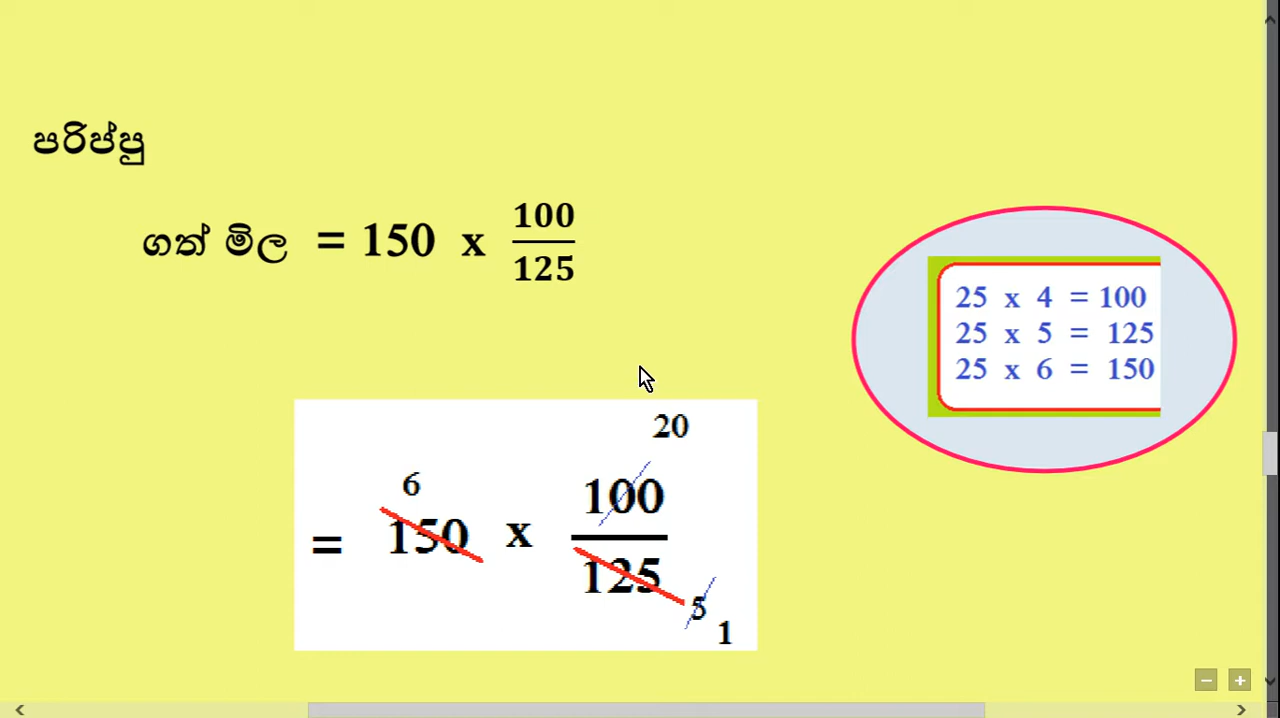 පරිප්පු
ගත් මිල = 150 x 100/125
25 x 4 = 100
25 x 5 = 125
25 x 6 = 150
20
6
= 150 x 100/125
5
1